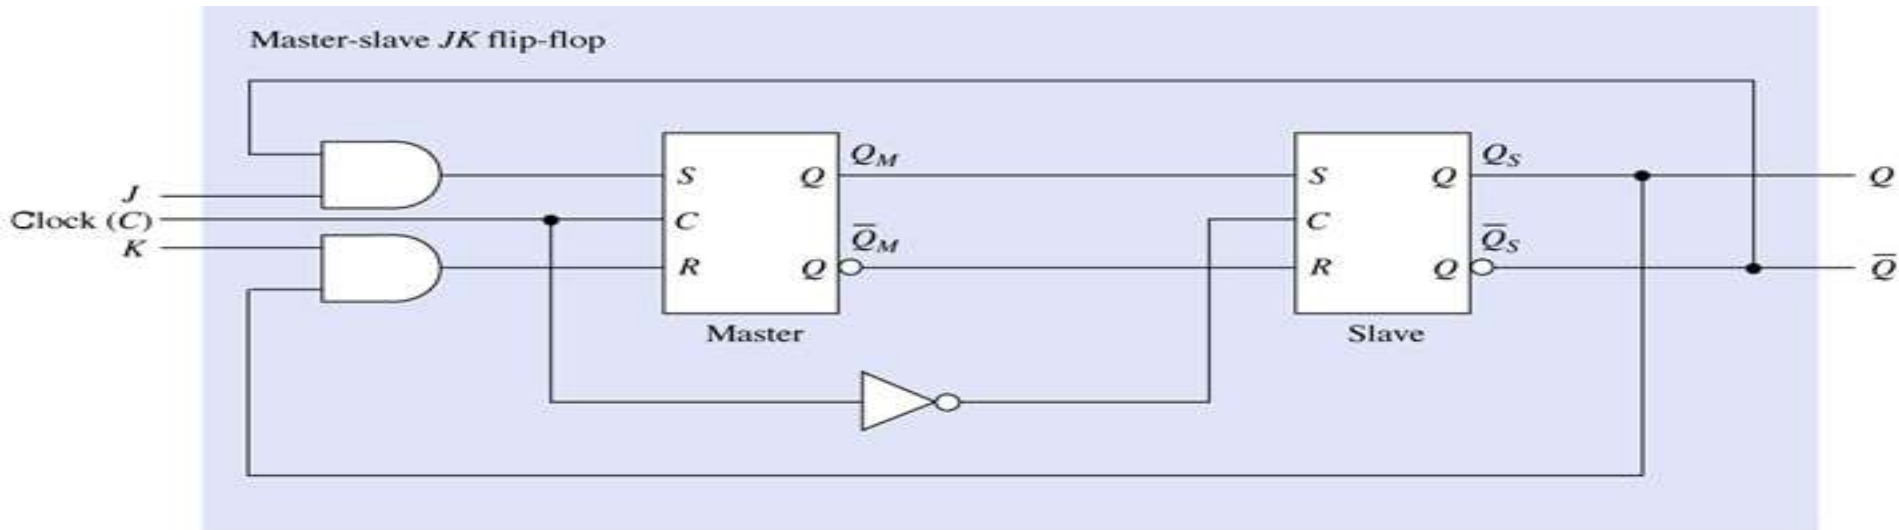 Master-slave JK flip-flop
J
Clock (C)
K
S
C
R
Q
Q
Q_M
Q̅_M
Master
S
C
R
Q
Q
Q_S
Q̅_S
Slave
Q
Q̅